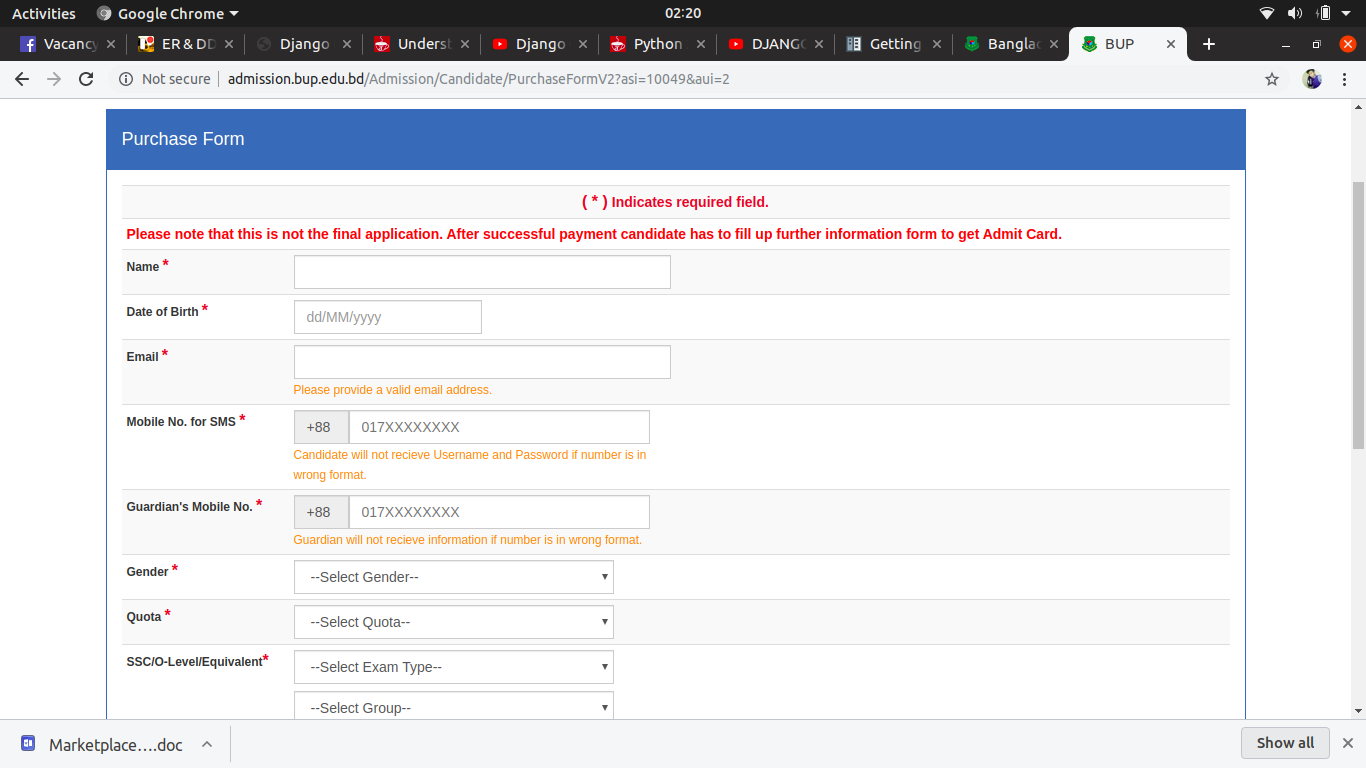 Activities Google Chrome 02:20
Vacancy ER & DD Django Underst Django Python DJANGO Getting Banglad BUP
Not secure admission.bup.edu.bd/Admission/Candidate/PurchaseFormV2?asi=10049&aui=2
Purchase Form
( * ) Indicates required field.
Please note that this is not the final application. After successful payment candidate has to fill up further information form to get Admit Card.
Name *
Date of Birth * dd/MM/yyyy
Email *
Please provide a valid email address.
Mobile No. for SMS * +88 017XXXXXXXX
Candidate will not recieve Username and Password if number is in
wrong format.
Guardian's Mobile No. * +88 017XXXXXXXX
Guardian will not recieve information if number is in wrong format.
Gender * --Select Gender--
Quota * --Select Quota--
SSC/O-Level/Equivalent* --Select Exam Type--
--Select Group--
Marketplace....doc Show all